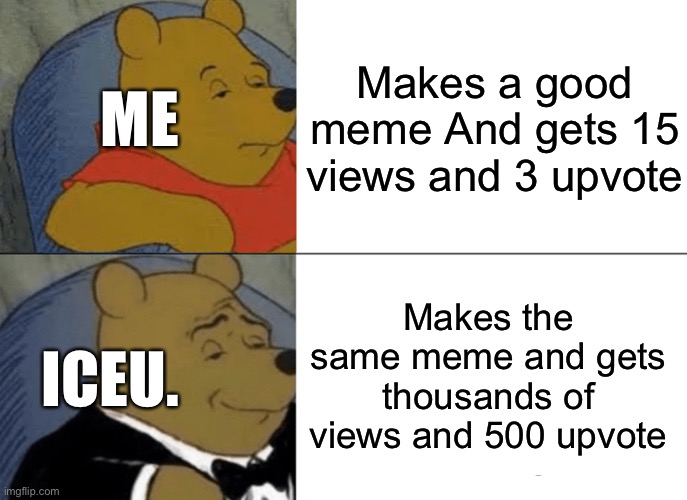 ME
Makes a good
meme And gets 15
views and 3 upvote
ICEU.
Makes the
same meme and gets
thousands of
views and 500 upvote
imgflip.com